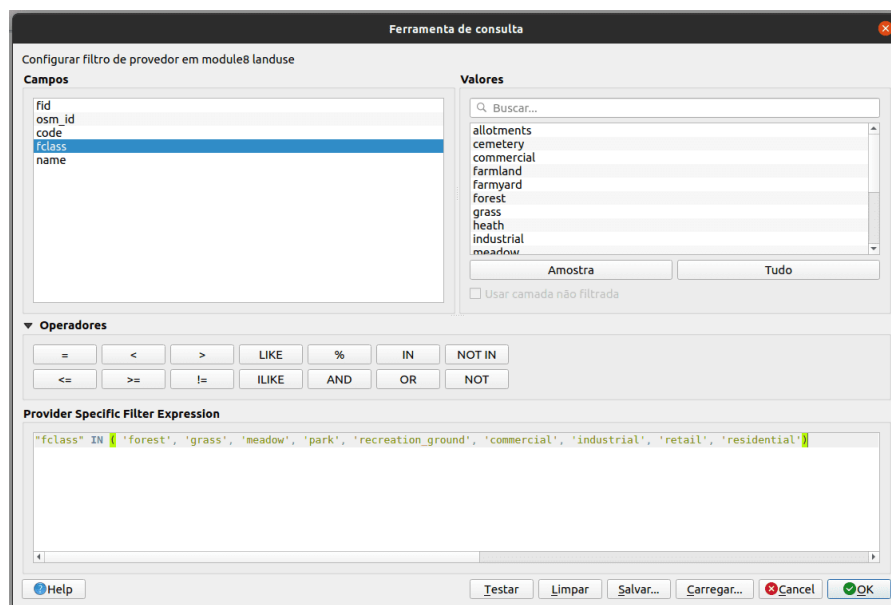 Ferramenta de consulta
Configurar filtro de provedor em module8 landuse
Campos
fid
osm_id
code
fclass
name
Valores
Buscar...
allotments
cemetery
commercial
farmland
farmyard
forest
grass
heath
industrial
meadow
Amostra
Tudo
Usar camada não filtrada
Operadores
= < > LIKE % IN NOT IN
<= >= != ILIKE AND OR NOT
Provider Specific Filter Expression
"fclass" IN ( 'forest', 'grass', 'meadow', 'park', 'recreation_ground', 'commercial', 'industrial', 'retail', 'residential')
Help Testar Limpar Salvar... Carregar... Cancel OK